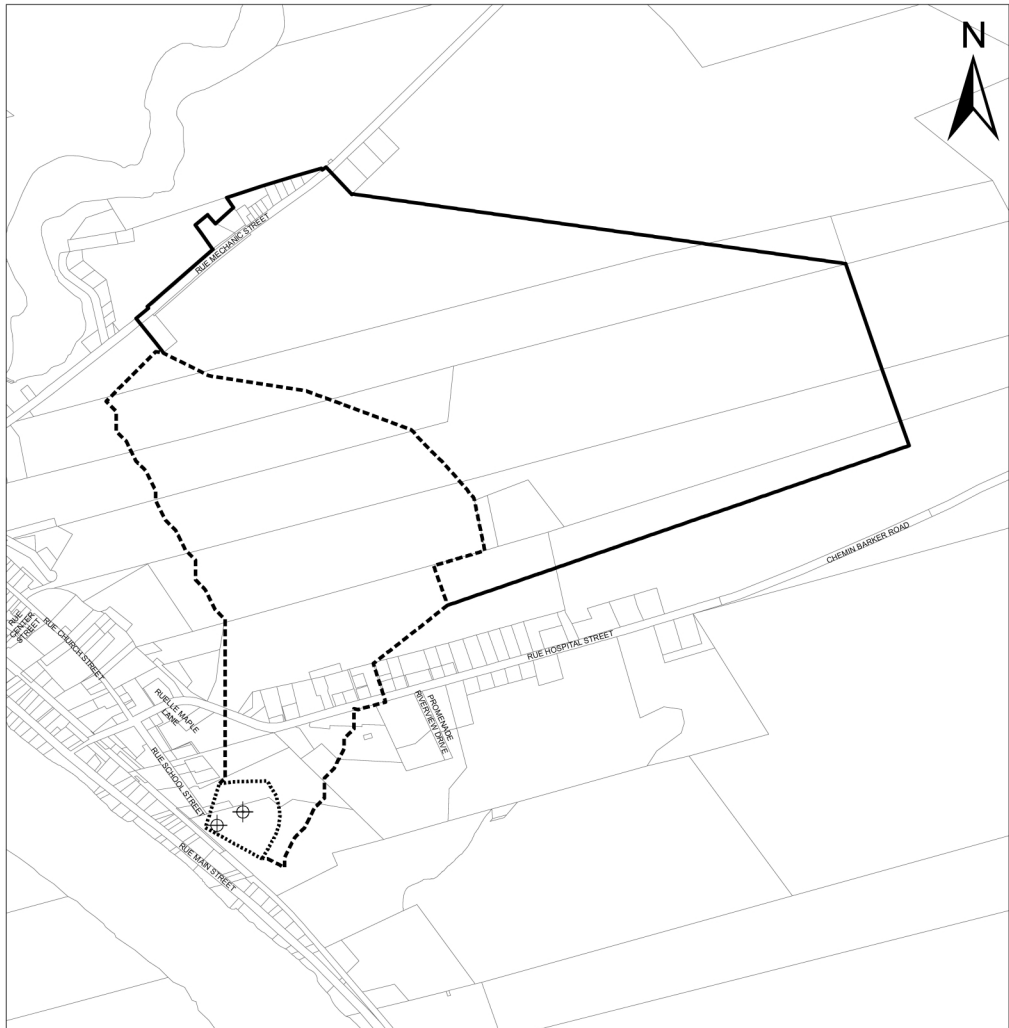 N
RUE MECHANIC STREET
CHEMIN BARKER ROAD
RUE
CENTER
STREET
RUE CHURCH STREET
RUE HOSPITAL STREET
RUELLE MAPLE
LANE
PROMENADE
RIVERVIEW DRIVE
RUE SCHOOL STREET
RUE MAIN STREET